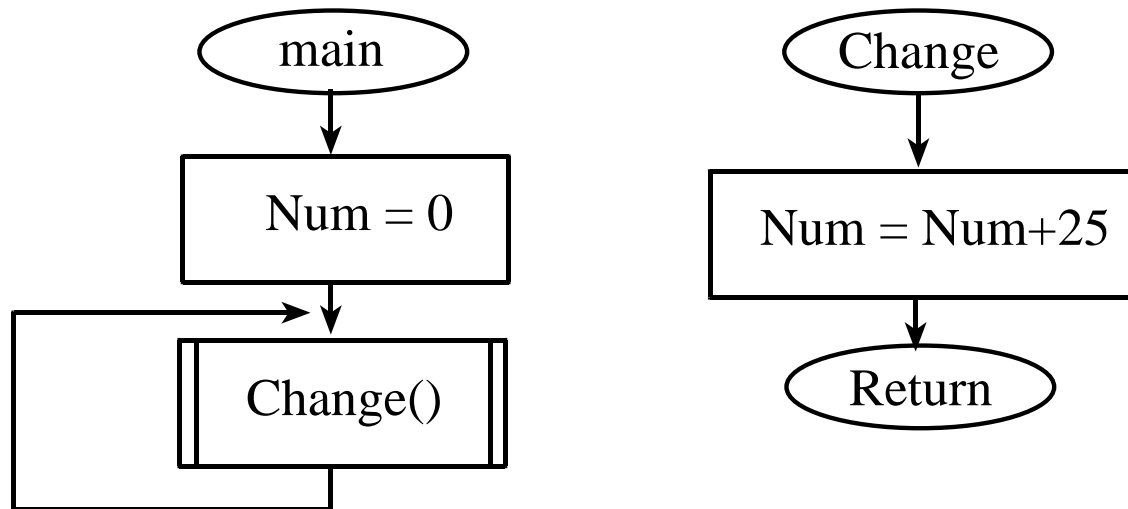 main
Num = 0
Change()
Change
Num = Num+25
Return